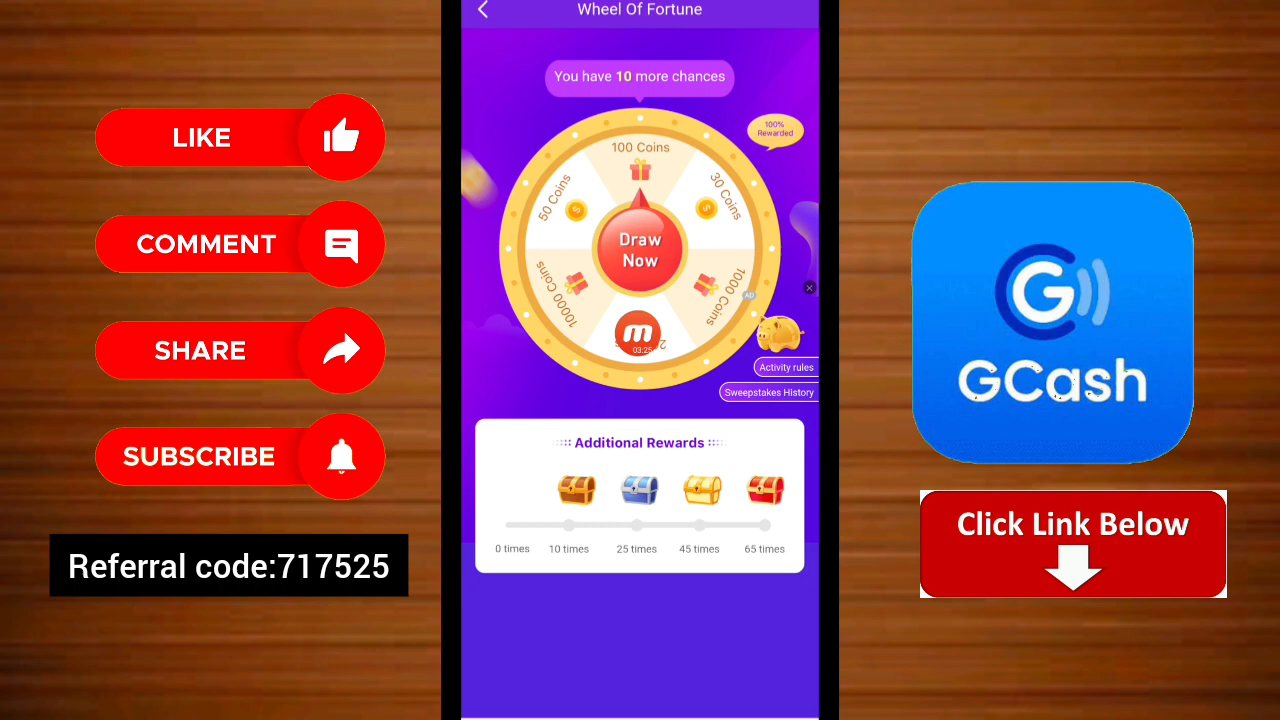 LIKE
COMMENT
SHARE
SUBSCRIBE
Referral code:717525
Wheel Of Fortune
You have 10 more chances
100%
Rewarded
100 Coins
30 Coins
1000 Coins
10000 Coins
50 Coins
Draw
Now
m
03:25
AD
Activity rules
Sweepstakes History
Additional Rewards
0 times
10 times
25 times
45 times
65 times
G
GCash
Click Link Below